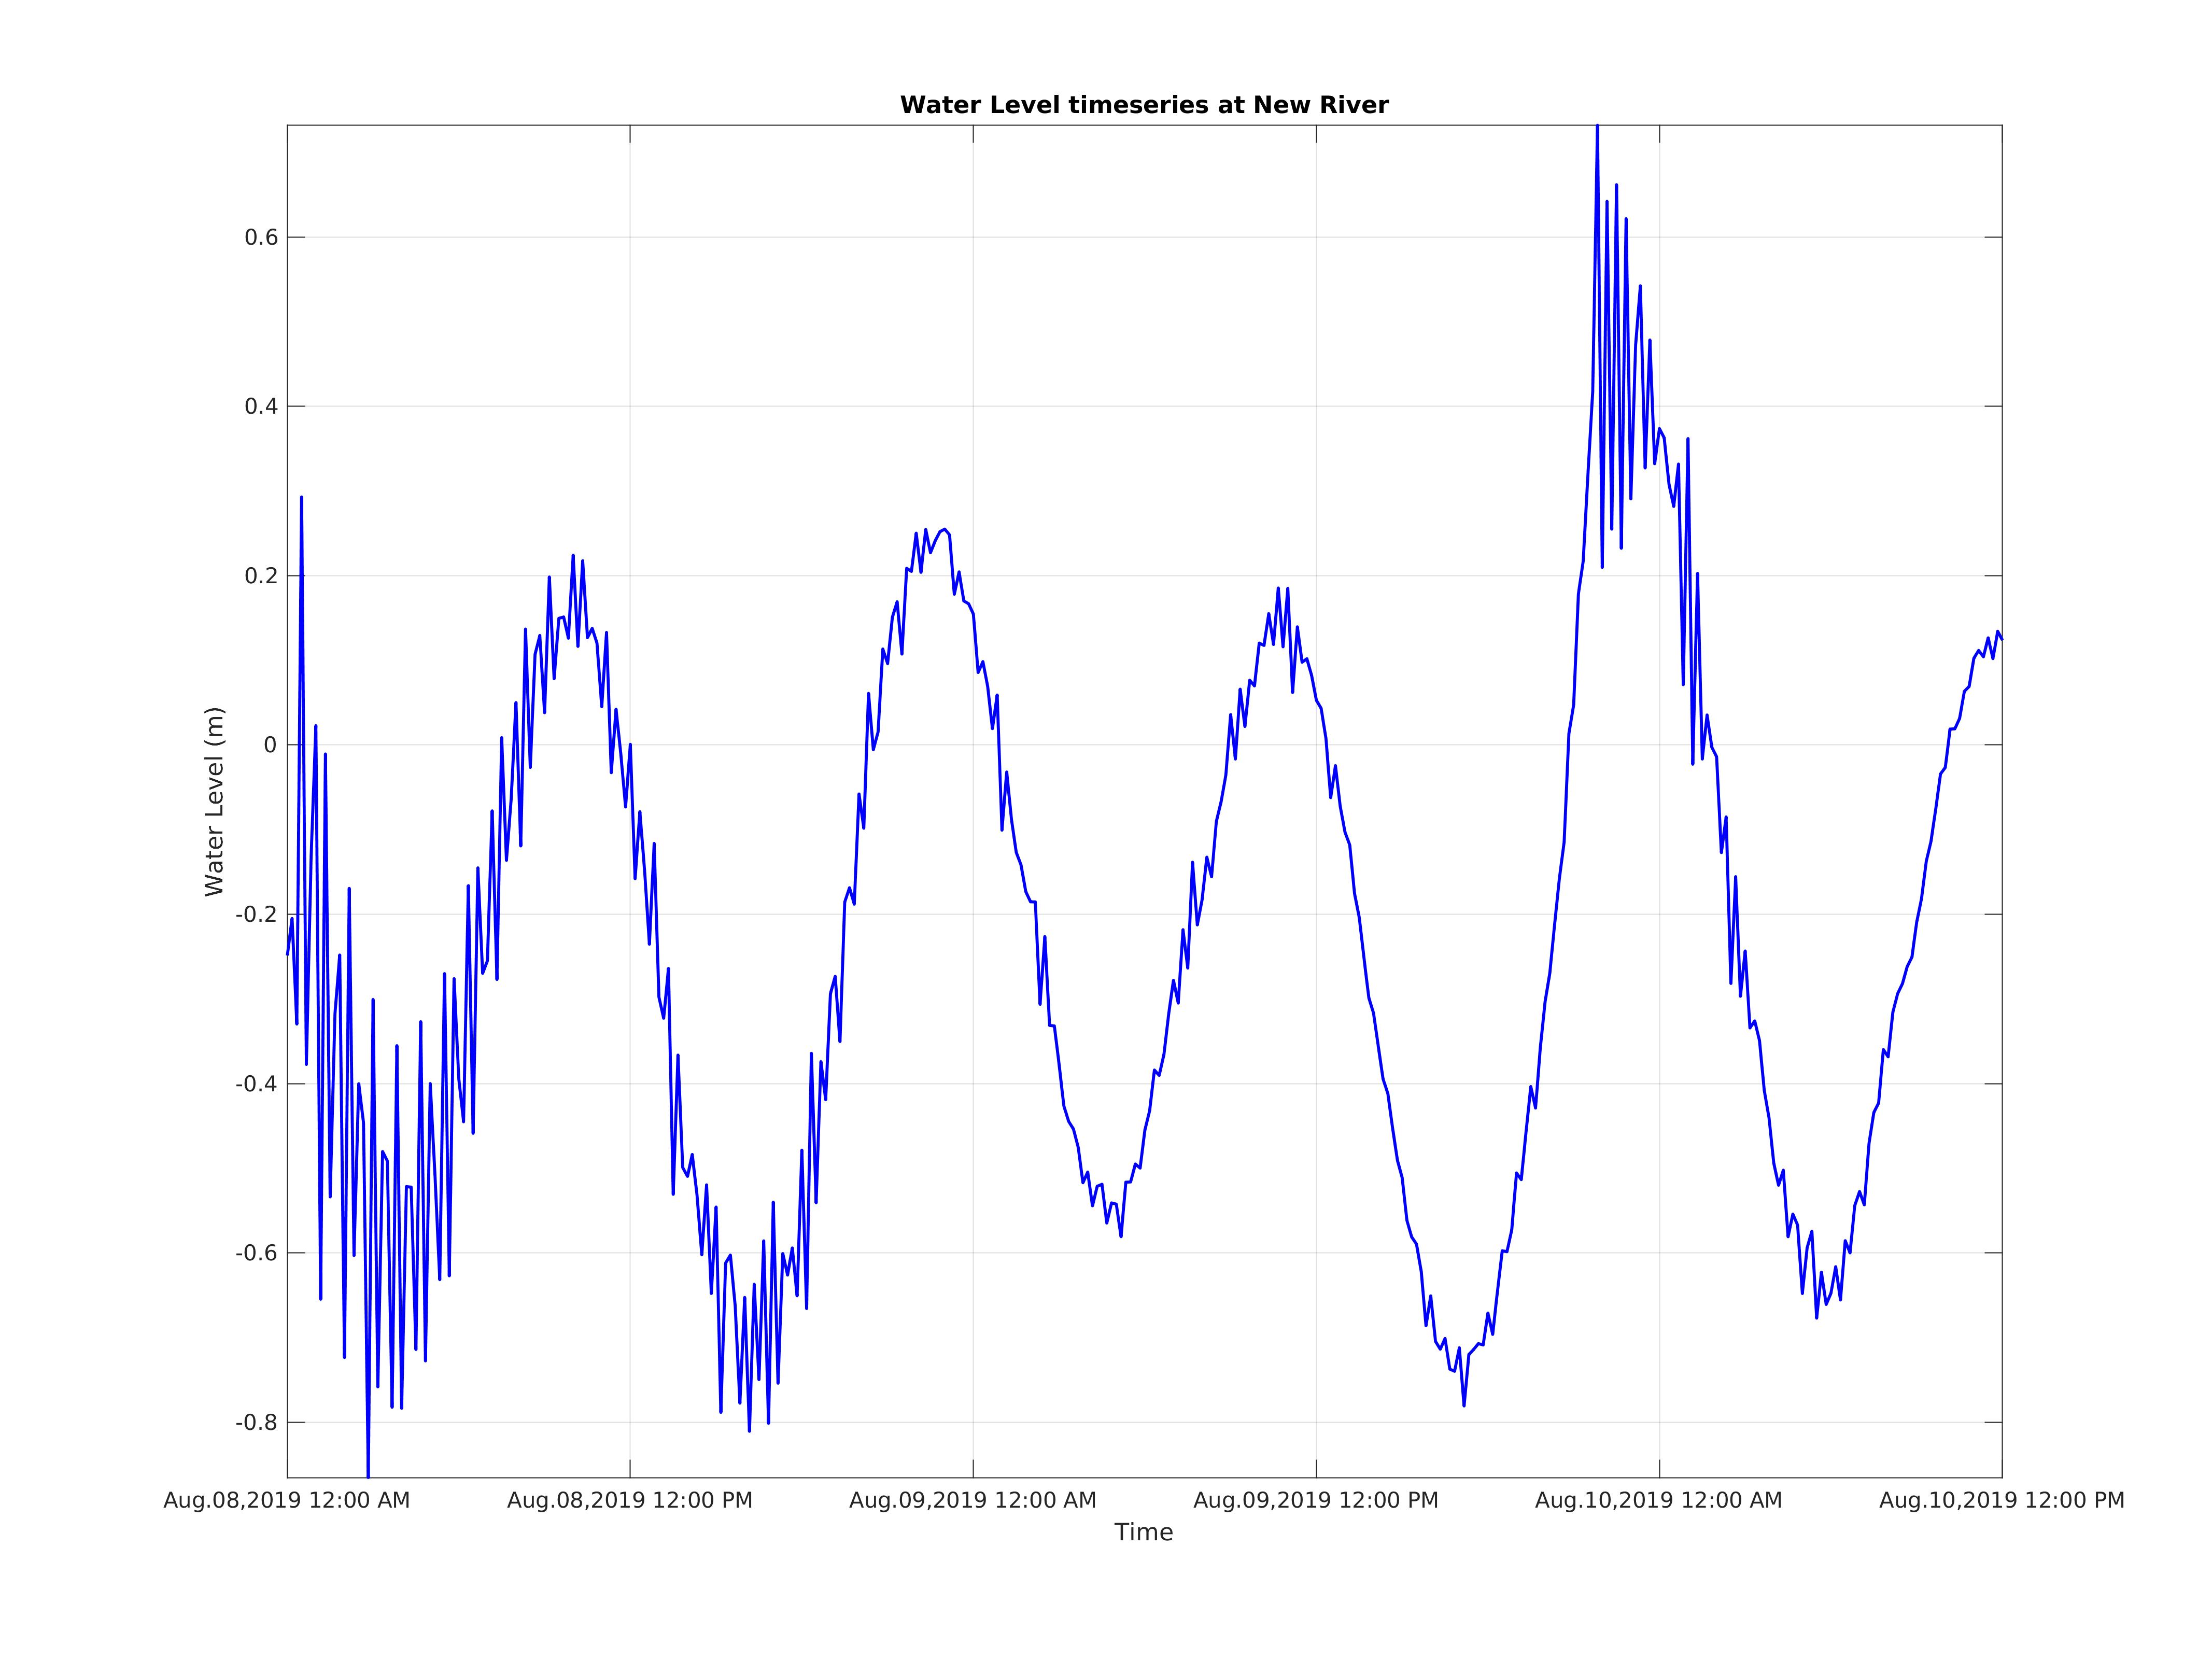 Water Level timeseries at New River
0.6
0.4
0.2
0
-0.2
-0.4
-0.6
-0.8
Water Level (m)
Aug.08,2019 12:00 AM
Aug.08,2019 12:00 PM
Aug.09,2019 12:00 AM
Aug.09,2019 12:00 PM
Aug.10,2019 12:00 AM
Aug.10,2019 12:00 PM
Time